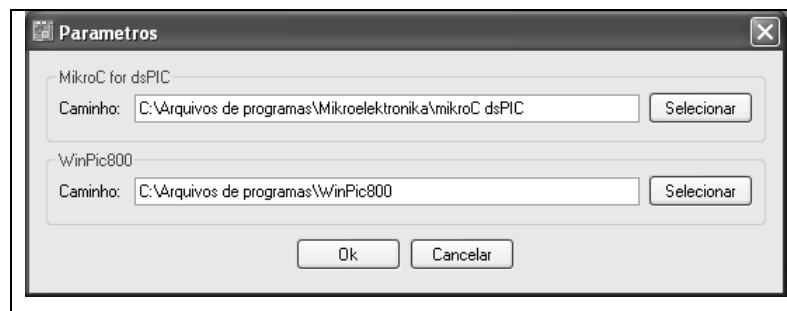 Parametros
MikroC for dsPIC
Caminho: C:\Arquivos de programas\Mikroelektronika\mikroC dsPIC Selecionar
WinPic800
Caminho: C:\Arquivos de programas\WinPic800 Selecionar
Ok Cancelar